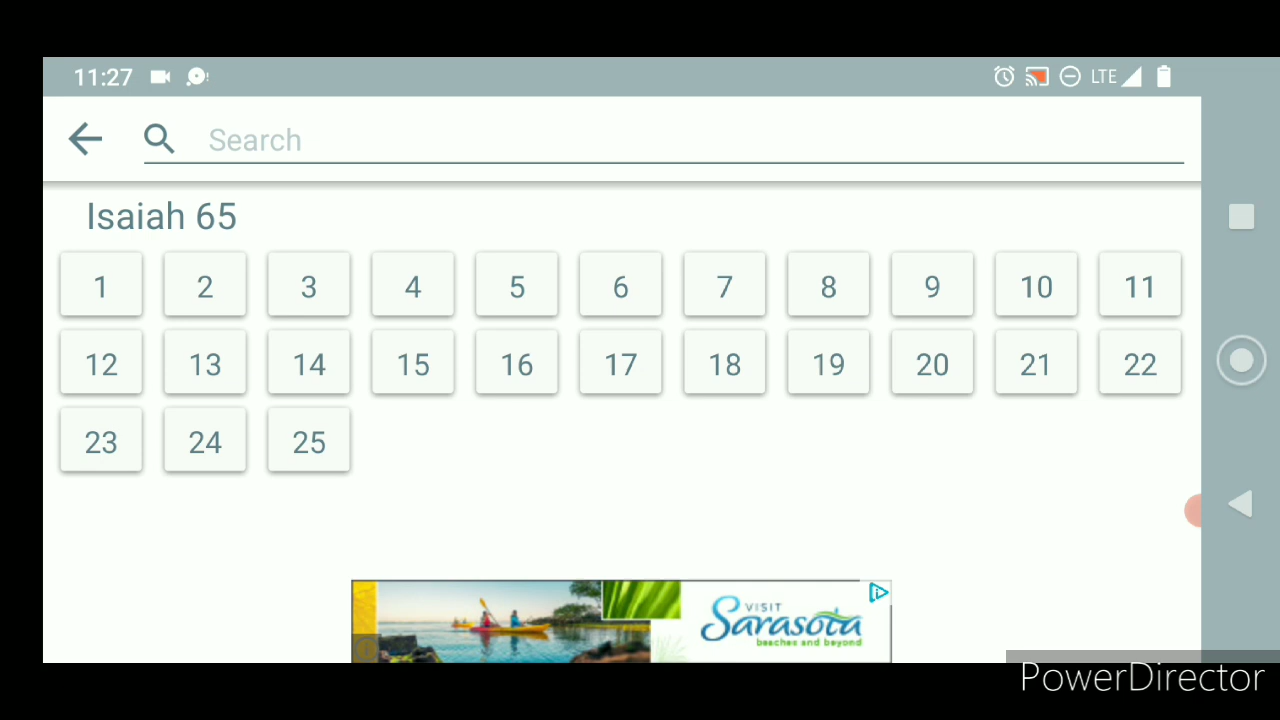 11:27 LTE
Search
Isaiah 65
1 2 3 4 5 6 7 8 9 10 11
12 13 14 15 16 17 18 19 20 21 22
23 24 25
VISIT
Sarasota
beaches and beyond
PowerDirector